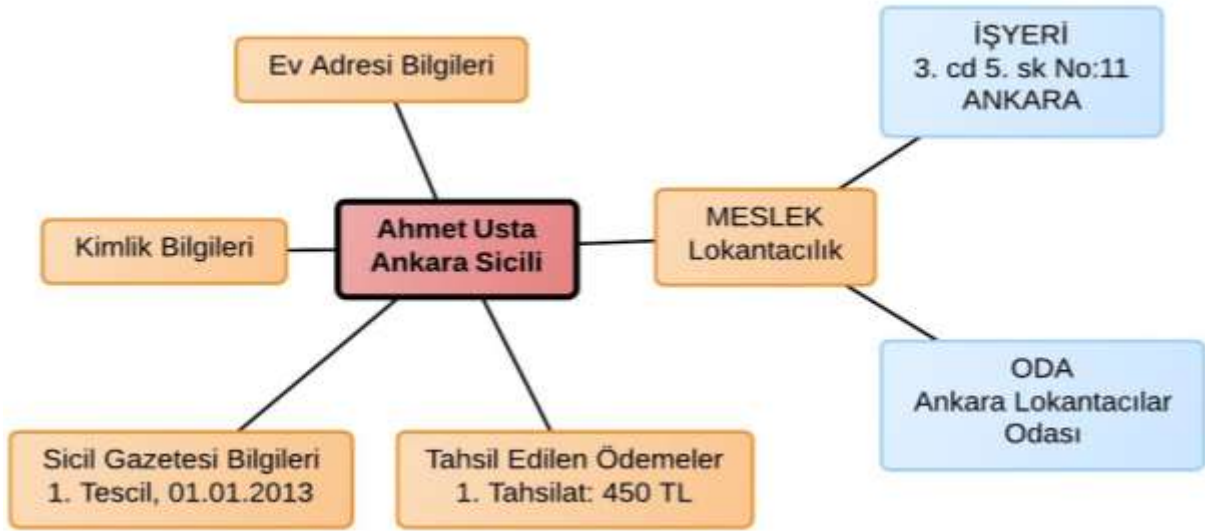 Ev Adresi Bilgileri
İŞYERİ
3. cd 5. sk No:11
ANKARA
Kimlik Bilgileri
Ahmet Usta
Ankara Sicili
MESLEK
Lokantacılık
ODA
Ankara Lokantacılar
Odası
Sicil Gazetesi Bilgileri
1. Tescil, 01.01.2013
Tahsil Edilen Ödemeler
1. Tahsilat: 450 TL